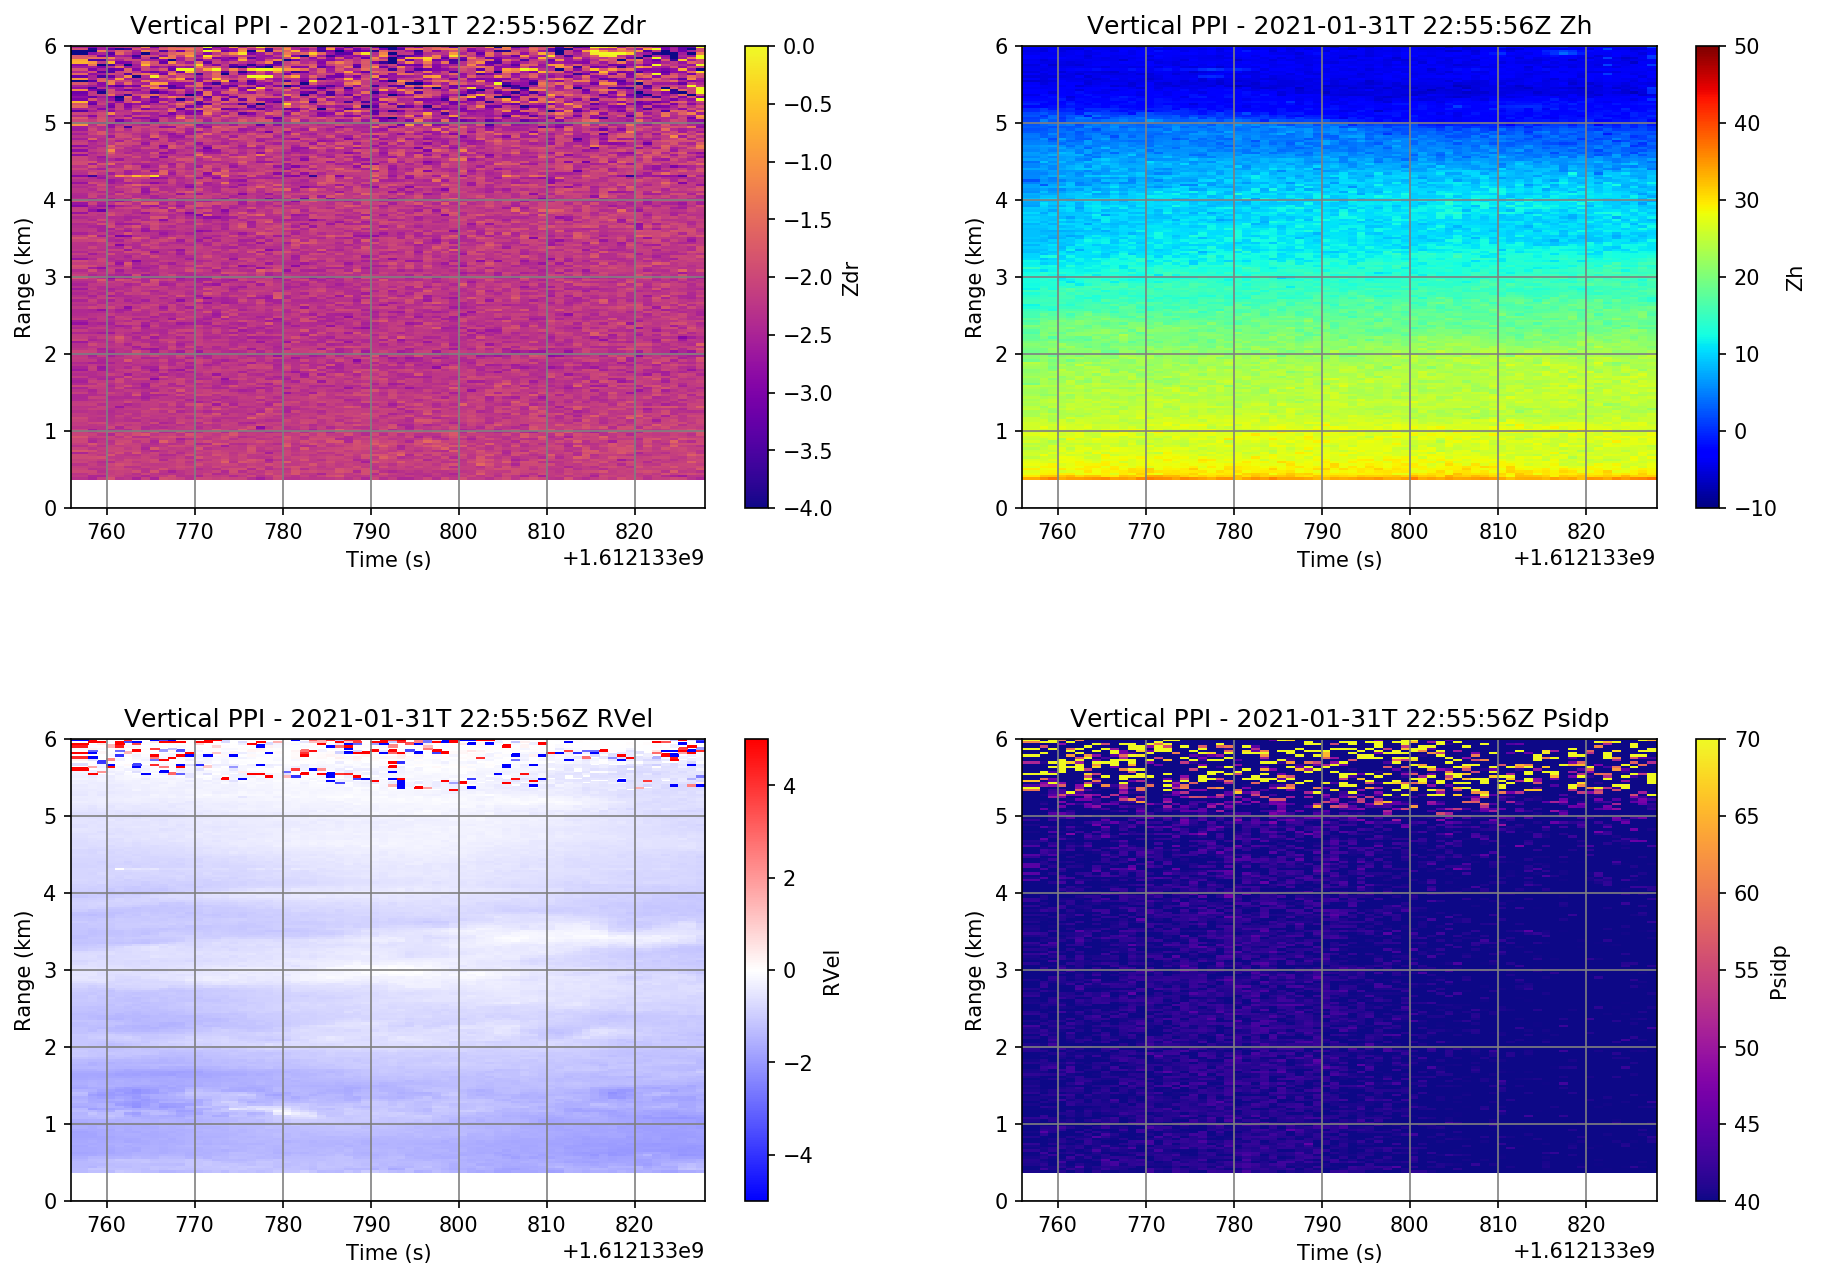 Vertical PPI - 2021-01-31T 22:55:56Z Zdr
6
5
4
3
2
1
0
Range (km)
760 770 780 790 800 810 820
Time (s)
+1.612133e9
0.0
−0.5
−1.0
−1.5
−2.0
−2.5
−3.0
−3.5
−4.0
Zdr
Vertical PPI - 2021-01-31T 22:55:56Z Zh
6
5
4
3
2
1
0
Range (km)
760 770 780 790 800 810 820
Time (s)
+1.612133e9
50
40
30
20
10
0
−10
Zh
Vertical PPI - 2021-01-31T 22:55:56Z RVel
6
5
4
3
2
1
0
Range (km)
760 770 780 790 800 810 820
Time (s)
+1.612133e9
4
2
0
−2
−4
RVel
Vertical PPI - 2021-01-31T 22:55:56Z Psidp
6
5
4
3
2
1
0
Range (km)
760 770 780 790 800 810 820
Time (s)
+1.612133e9
70
65
60
55
50
45
40
Psidp